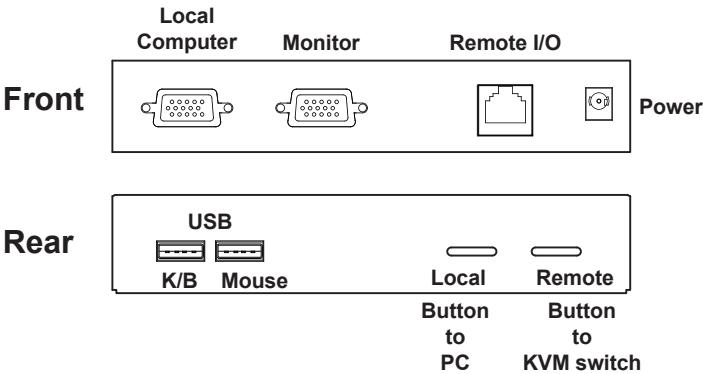 Local
Computer
Monitor
Remote I/O
Front
Power
Rear
USB
K/B Mouse
Local
Remote
Button
to
PC
Button
to
KVM switch